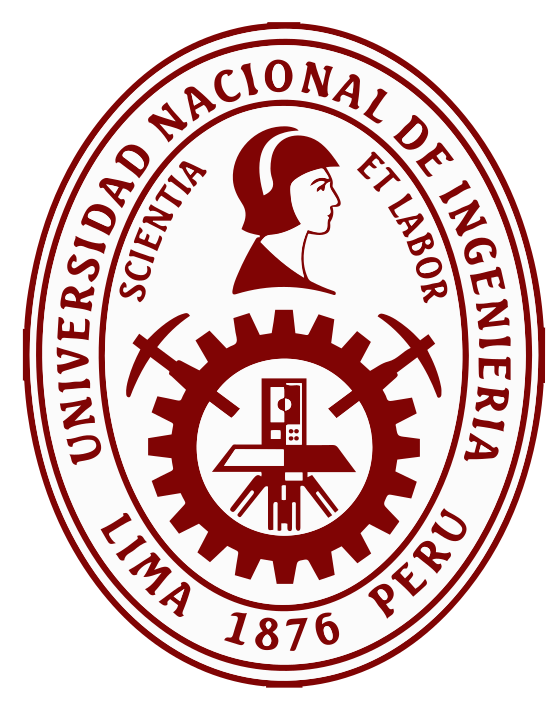 UNIVERSIDAD NACIONAL DE INGENIERIA
SCIENTIA ET LABOR
LIMA 1876 PERU